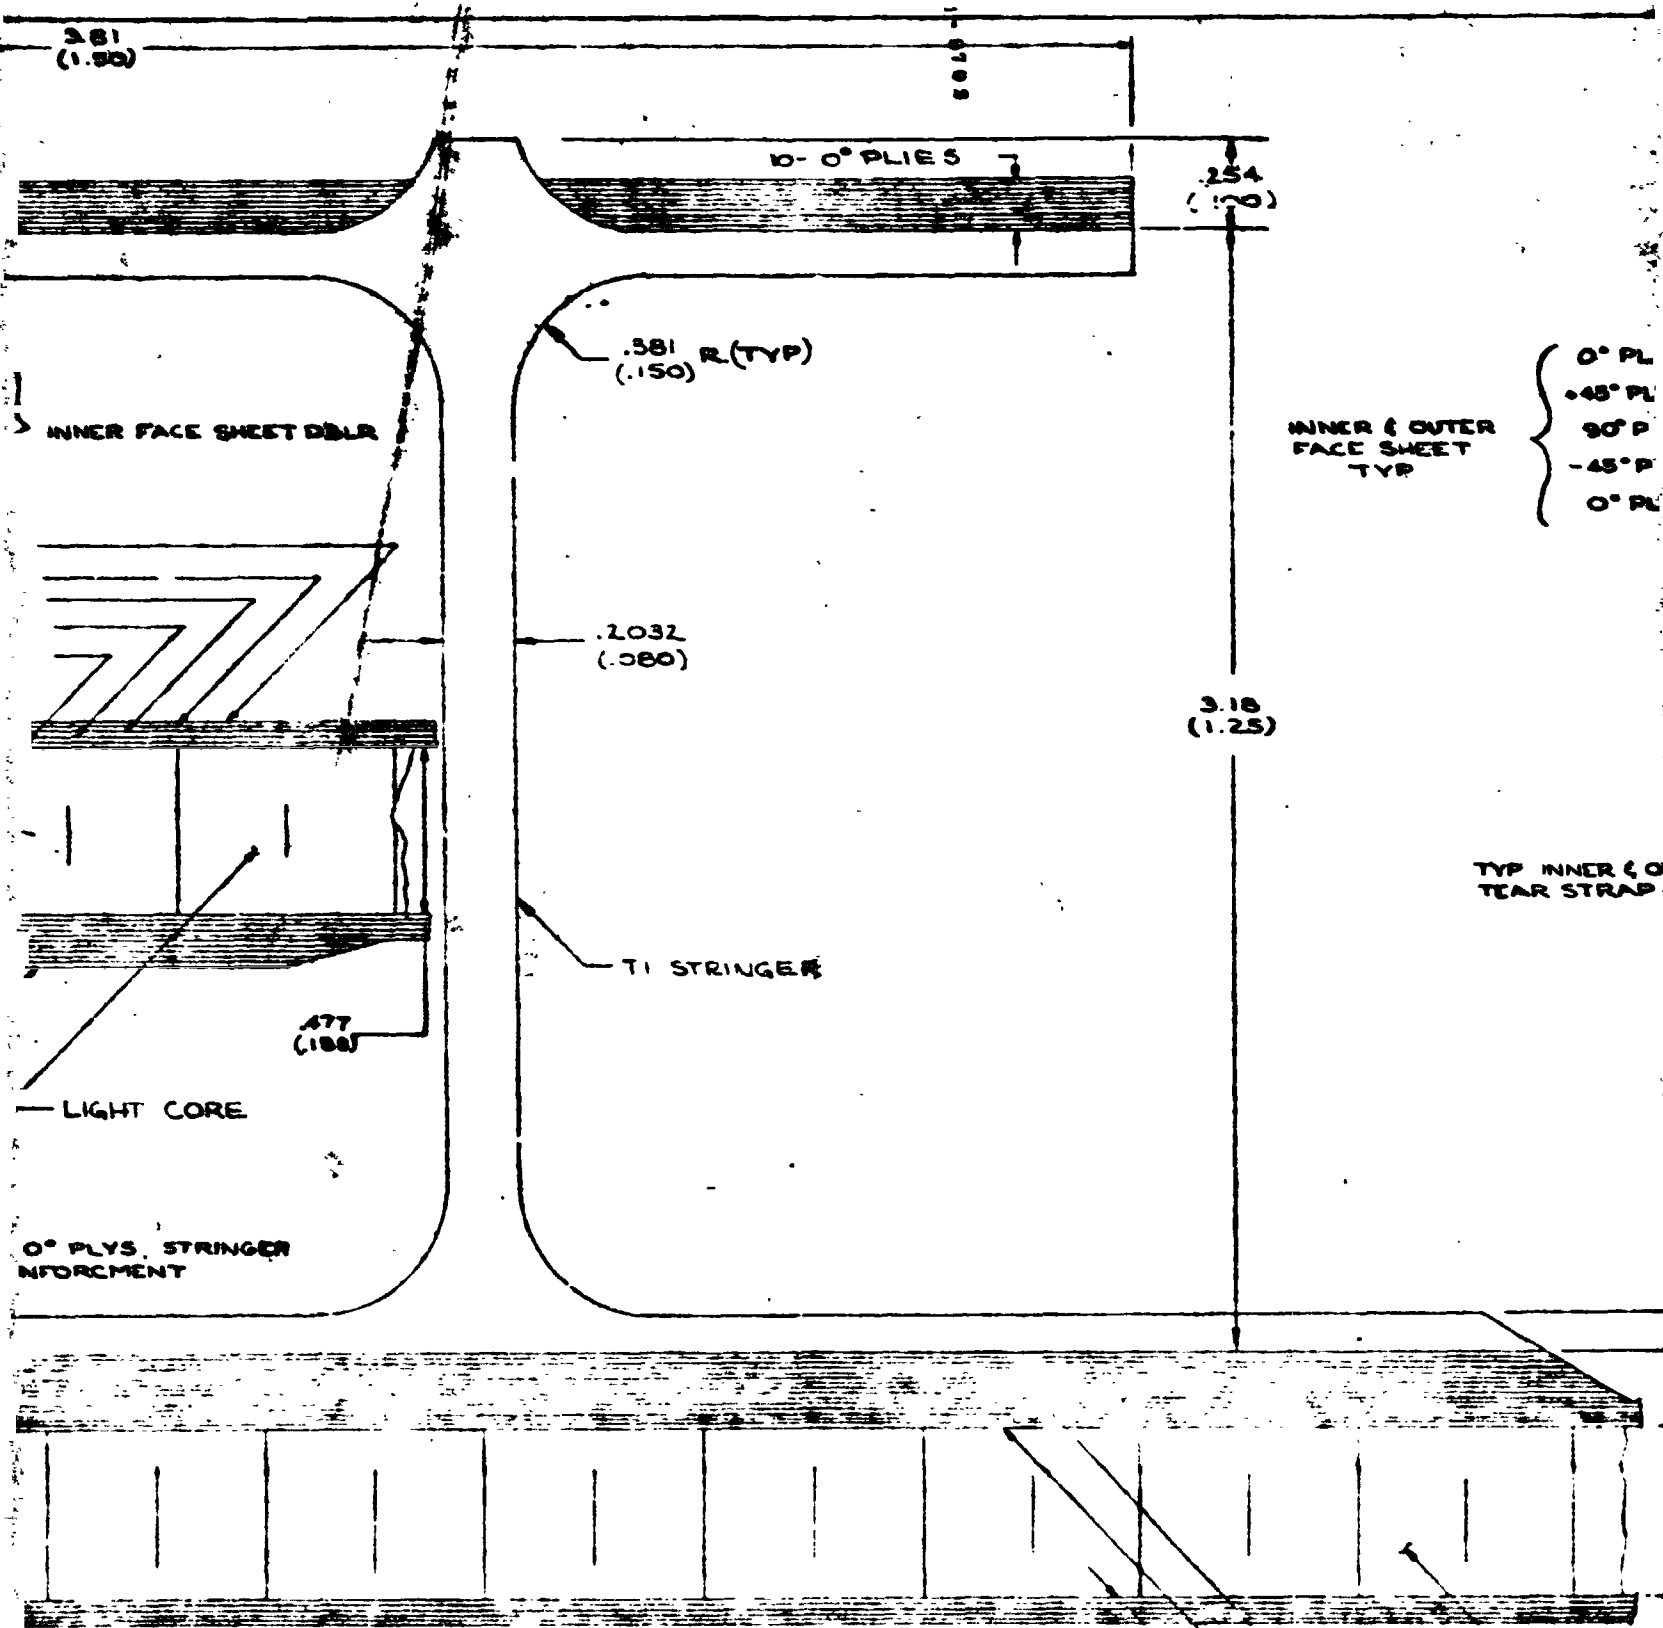 3.81
(1.50)
10-0° PLIES
.254
(.100)
.381 R.(TYP)
(.150)
INNER FACE SHEET DBLR
INNER & OUTER
FACE SHEET
TYP
0° PL
+45° PL
90° P
-45° P
0° PL
.2032
(.080)
3.18
(1.25)
TYP INNER & O
TEAR STRAP
TI STRINGER
.477
(.188)
LIGHT CORE
0° PLYS. STRINGER
NFORCMENT